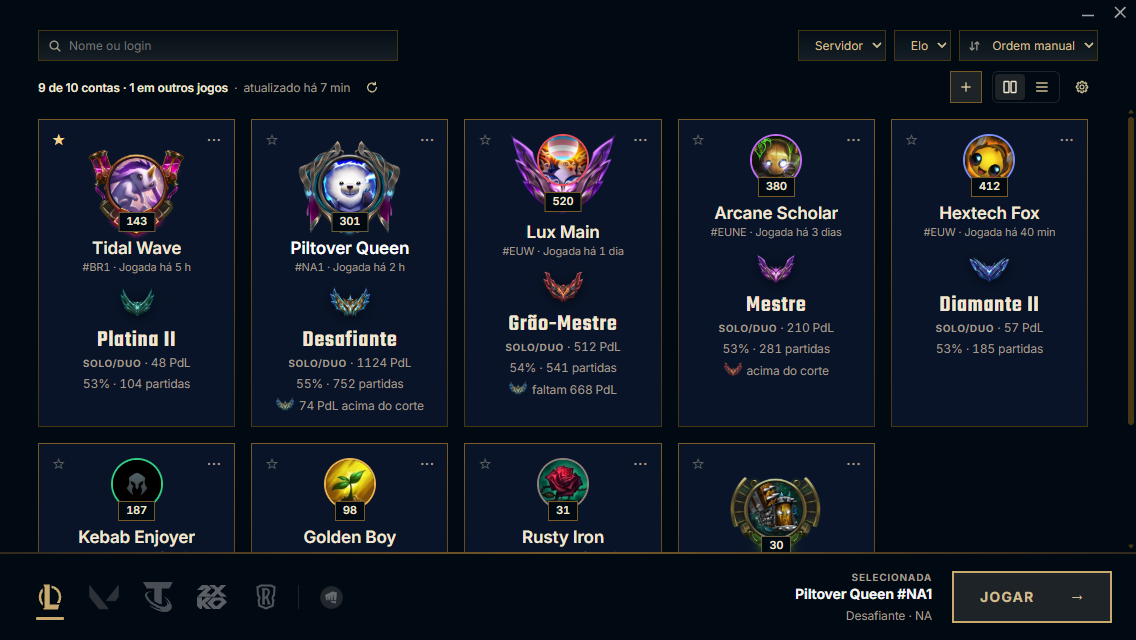 Nome ou login
Servidor
Elo
Ordem manual
9 de 10 contas · 1 em outros jogos · atualizado há 7 min
143
Tidal Wave
#BR1 · Jogada há 5 h
Platina II
SOLO/DUO · 48 PdL
53% · 104 partidas
301
Piltover Queen
#NA1 · Jogada há 2 h
Desafiante
SOLO/DUO · 1124 PdL
55% · 752 partidas
74 PdL acima do corte
520
Lux Main
#EUW · Jogada há 1 dia
Grão-Mestre
SOLO/DUO · 512 PdL
54% · 541 partidas
faltam 668 PdL
380
Arcane Scholar
#EUNE · Jogada há 3 dias
Mestre
SOLO/DUO · 210 PdL
53% · 281 partidas
acima do corte
412
Hextech Fox
#EUW · Jogada há 40 min
Diamante II
SOLO/DUO · 57 PdL
53% · 185 partidas
187
Kebab Enjoyer
98
Golden Boy
31
Rusty Iron
30
2XKO
SELECIONADA
Piltover Queen #NA1
Desafiante · NA
JOGAR →